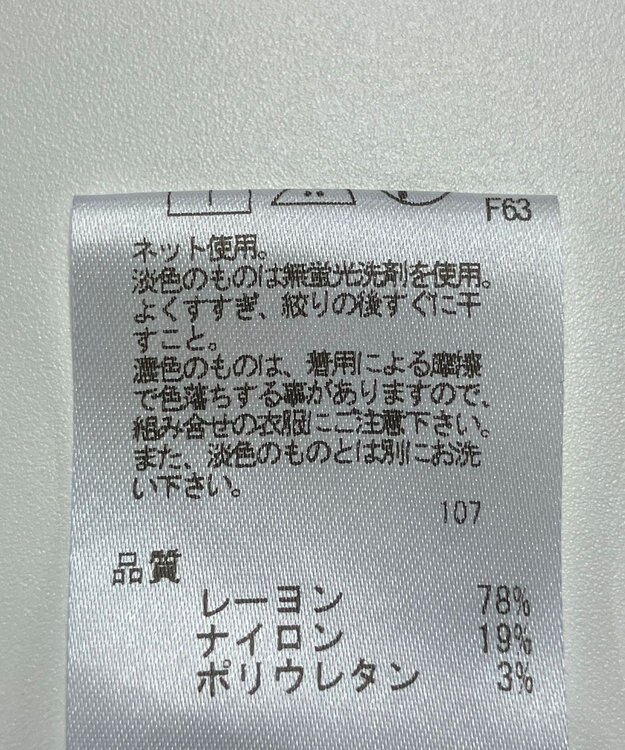 F63
ネット使用。
淡色のものは無蛍光洗剤を使用。
よくすすぎ、絞りの後すぐに干
すこと。
濃色のものは、着用による摩擦
で色落ちする事がありますので、
組み合せの衣服にご注意下さい。
また、淡色のものとは別にお洗
い下さい。
107
品質
レーヨン 78%
ナイロン 19%
ポリウレタン 3%